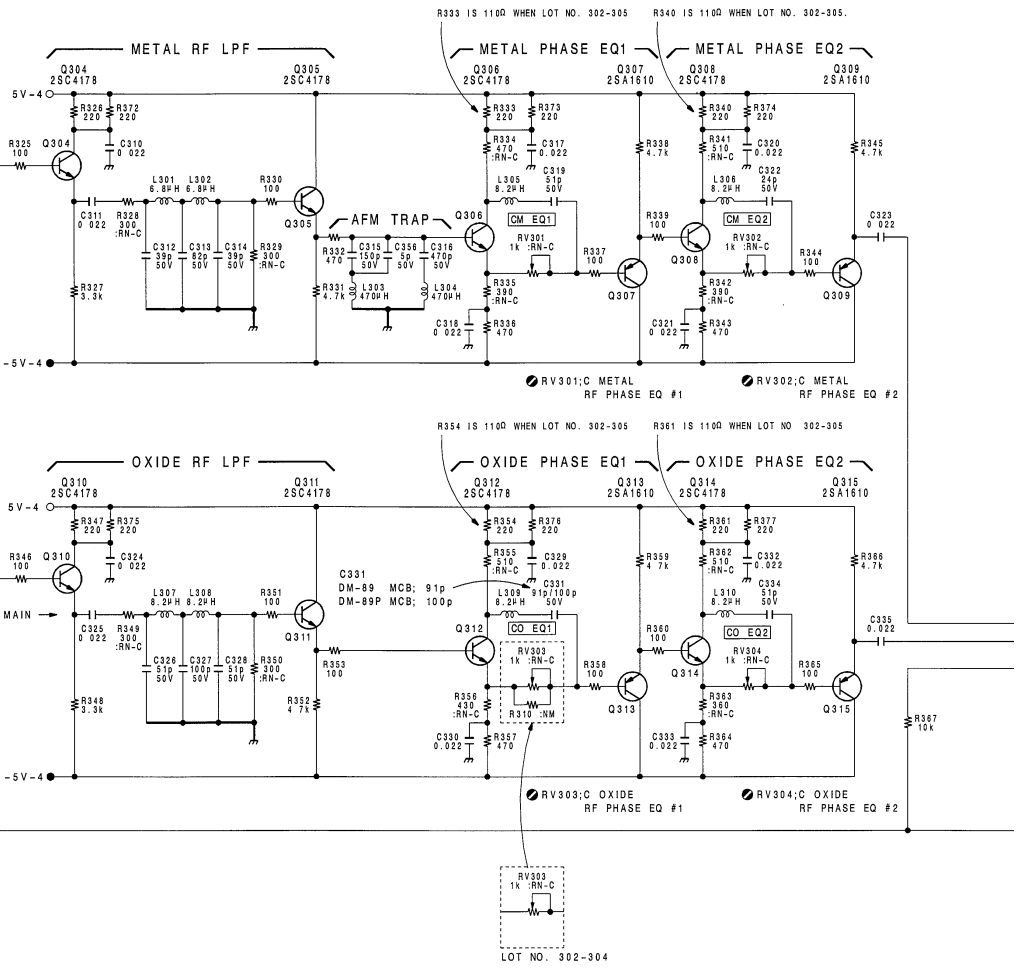 R333 IS 110Ω WHEN LOT NO. 302-305
R340 IS 110Ω WHEN LOT NO. 302-305.
METAL RF LPF
METAL PHASE EQ1
METAL PHASE EQ2
Q304
2SC4178
Q305
2SC4178
Q306
2SC4178
Q307
2SA1610
Q308
2SC4178
Q309
2SA1610
5V-4
R326
220
R372
220
R333
220
R373
220
R340
220
R374
220
R325
100
Q304
C310
0 022
R334
470
:RN-C
C317
0.022
R338
4.7k
R341
510
:RN-C
C320
0.022
R345
4.7k
L301
6.8μH
L302
6.8μH
R330
100
L305
8.2μH
C319
51p
50V
L306
8.2μH
C322
24p
50V
C311
0 022
R328
300
:RN-C
Q305
AFM TRAP
Q306
CM EQ1
RV301
1k :RN-C
R339
100
CM EQ2
RV302
1k :RN-C
C323
0 022
C312
39p
50V
C313
82p
50V
C314
39p
50V
R329
300
:RN-C
R332
470
C315
150p
50V
C356
5p
50V
C316
470p
50V
R337
100
Q308
R344
100
R327
3.3k
R331
4.7k
L303
470μH
L304
470μH
R335
390
:RN-C
Q307
R342
390
:RN-C
Q309
C318
0 022
R336
470
C321
0 022
R343
470
-5V-4
RV301;C METAL
RF PHASE EQ #1
RV302;C METAL
RF PHASE EQ #2
R354 IS 110Ω WHEN LOT NO. 302-305
R361 IS 110Ω WHEN LOT NO 302-305
OXIDE RF LPF
OXIDE PHASE EQ1
OXIDE PHASE EQ2
Q310
2SC4178
Q311
2SC4178
Q312
2SC4178
Q313
2SA1610
Q314
2SC4178
Q315
2SA1610
5V-4
R347
220
R375
220
R354
220
R376
220
R361
220
R377
220
R346
100
Q310
C324
0 022
R355
510
:RN-C
C329
0.022
R359
4 7k
R362
510
:RN-C
C332
0.022
R366
4.7k
C331
DM-89 MCB; 91p
DM-89P MCB; 100p
C331
91p/100p
50V
L309
8.2μH
L310
8.2μH
C334
51p
50V
MAIN
L307
8.2μH
L308
8.2μH
R351
100
C325
0 022
R349
300
:RN-C
Q311
Q312
CO EQ1
R360
100
CO EQ2
C335
0.022
R353
100
RV303
1k :RN-C
RV304
1k :RN-C
C326
51p
50V
C327
100p
50V
C328
51p
50V
R350
300
:RN-C
R358
100
Q314
R365
100
R348
3.3k
R352
4 7k
R356
430
:RN-C
R310 :NM
Q313
R363
360
:RN-C
Q315
C330
0.022
R357
470
C333
0.022
R364
470
R367
10k
-5V-4
RV303;C OXIDE
RF PHASE EQ #1
RV304;C OXIDE
RF PHASE EQ #2
RV303
1k :RN-C
LOT NO. 302-304